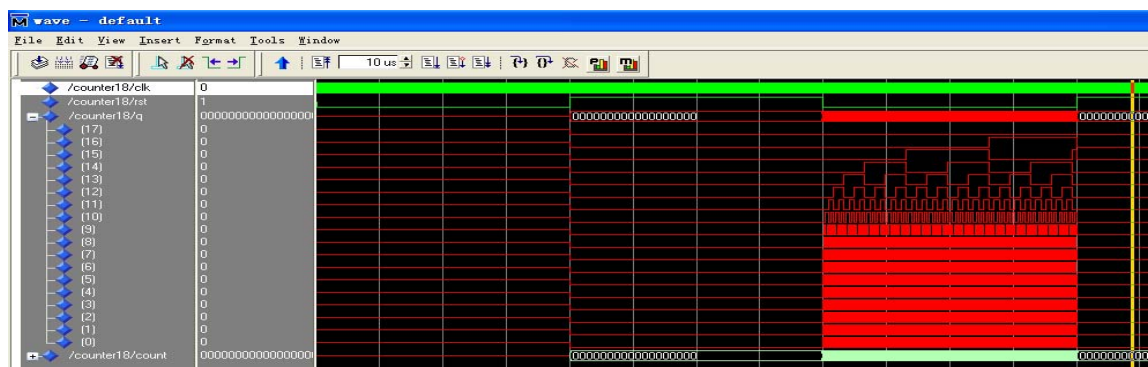 wave - default
File Edit View Insert Format Tools Window
10 us
/counter18/clk 0
/counter18/rst 1
/counter18/q 000000000000000000 000000000000000000 000000000
(17) 0
(16) 0
(15) 0
(14) 0
(13) 0
(12) 0
(11) 0
(10) 0
(9) 0
(8) 0
(7) 0
(6) 0
(5) 0
(4) 0
(3) 0
(2) 0
(1) 0
(0) 0
/counter18/count 000000000000000000 000000000000000000 000000000